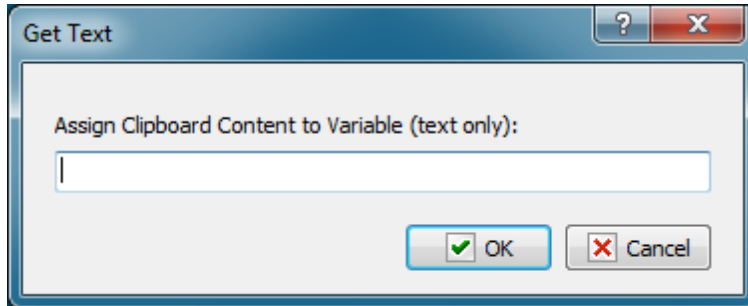 Get Text
?
Assign Clipboard Content to Variable (text only):
OK
Cancel